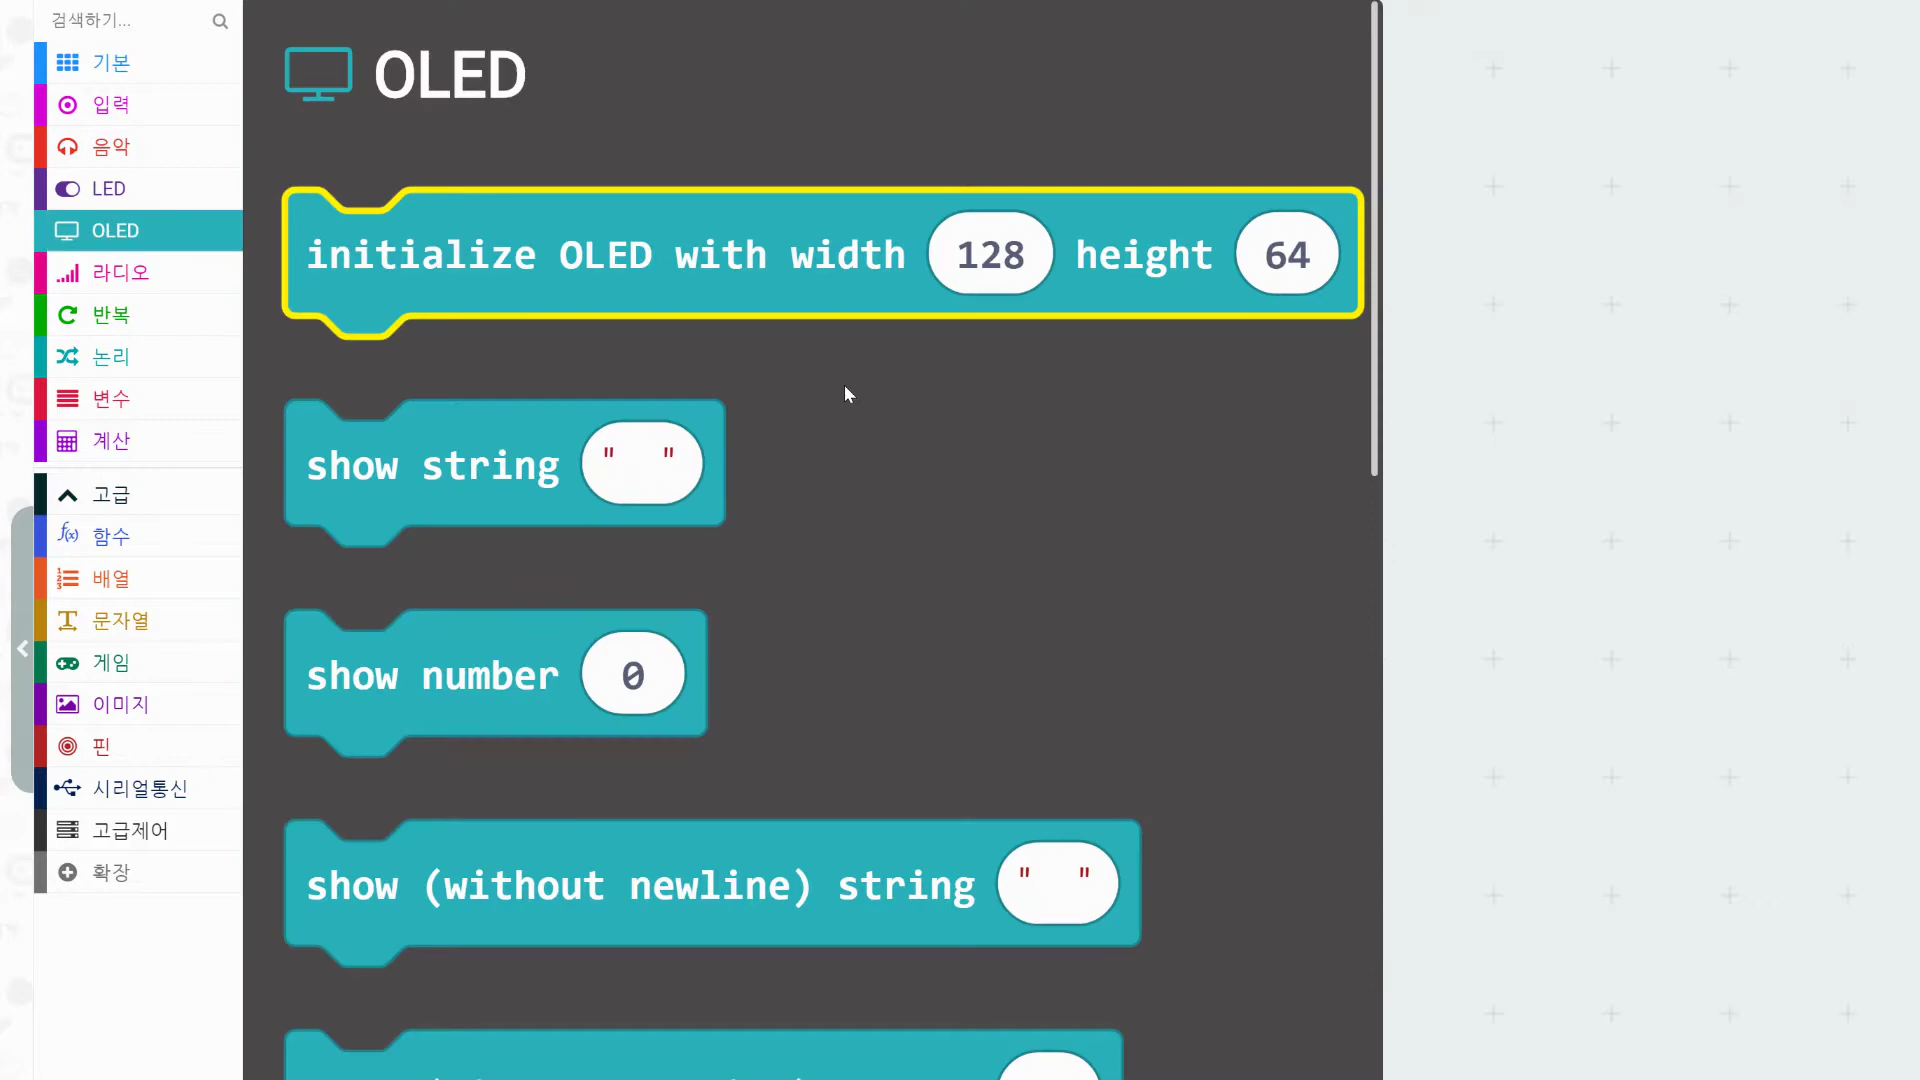 검색하기...
기본
입력
음악
LED
OLED
라디오
반복
논리
변수
계산
고급
f(x) 함수
배열
문자열
게임
이미지
핀
시리얼통신
고급제어
확장
OLED
initialize OLED with width 128 height 64
show string " "
show number 0
show (without newline) string " "